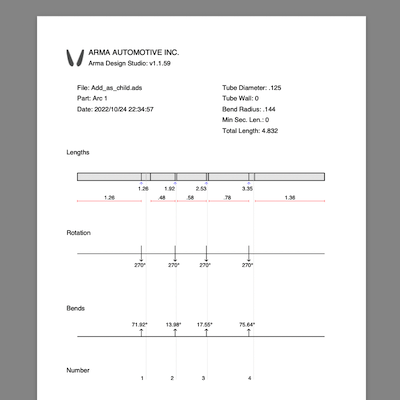 ARMA AUTOMOTIVE INC.
Arma Design Studio: v1.1.59
File: Add_as_child.ads
Part: Arc 1
Date: 2022/10/24 22:34:57
Tube Diameter: .125
Tube Wall: 0
Bend Radius: .144
Min Sec. Len.: 0
Total Length: 4.832
Lengths
1.26 1.92 2.53 3.35
1.26 .48 .58 .78 1.38
Rotation
270° 270° 270° 270°
Bends
71.92° 13.98° 17.55° 75.64°
Number
1 2 3 4